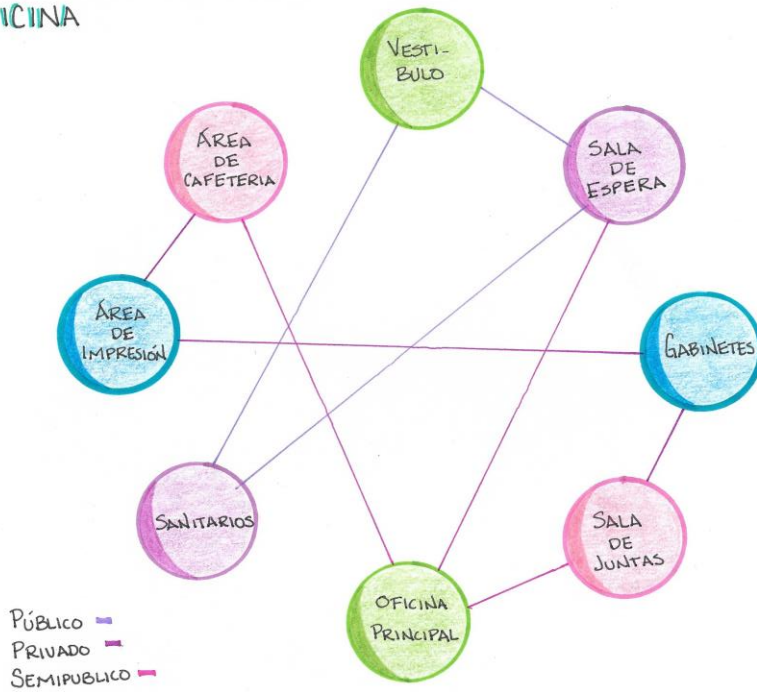 ICINA
VESTI-
BULO
ÁREA
DE
CAFETERIA
SALA
DE
ESPERA
ÁREA
DE
IMPRESIÓN
GABINETES
SANITARIOS
SALA
DE
JUNTAS
OFICINA
PRINCIPAL
PÚBLICO
PRIVADO
SEMIPUBLICO